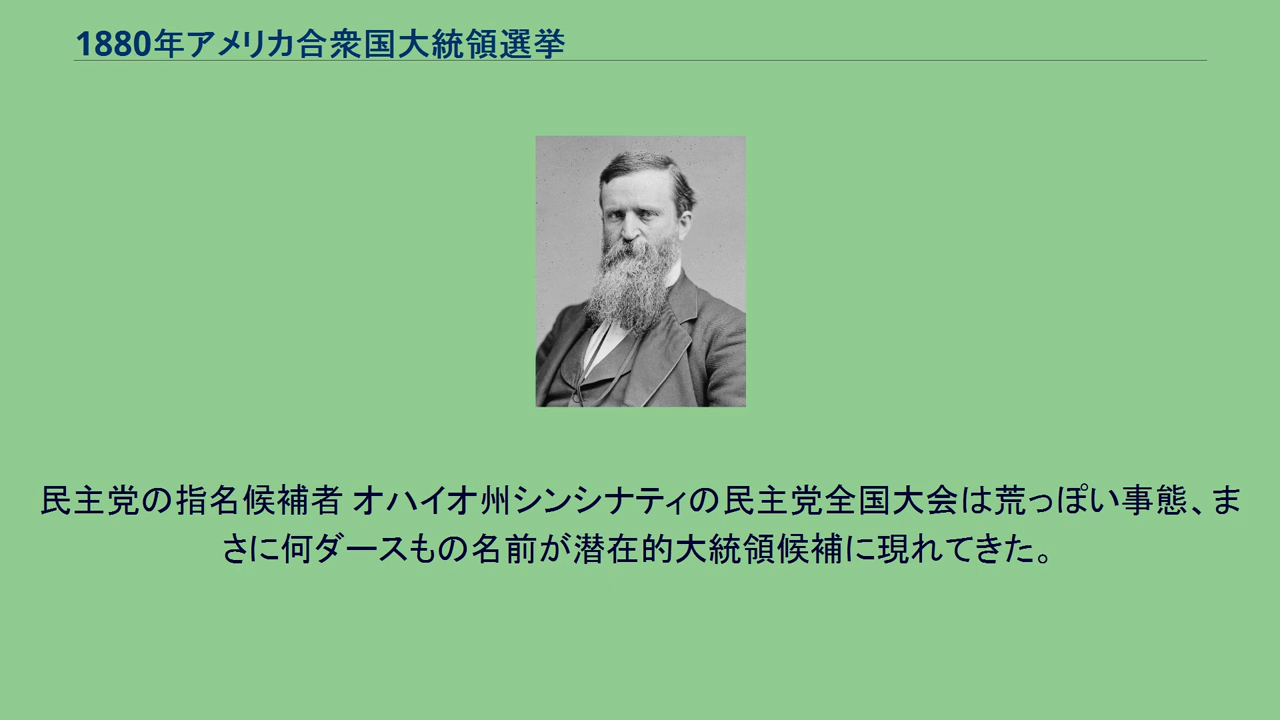 1880年アメリカ合衆国大統領選挙
民主党の指名候補者 オハイオ州シンシナティの民主党全国大会は荒っぽい事態、ま
さに何ダースもの名前が潜在的大統領候補に現れてきた。